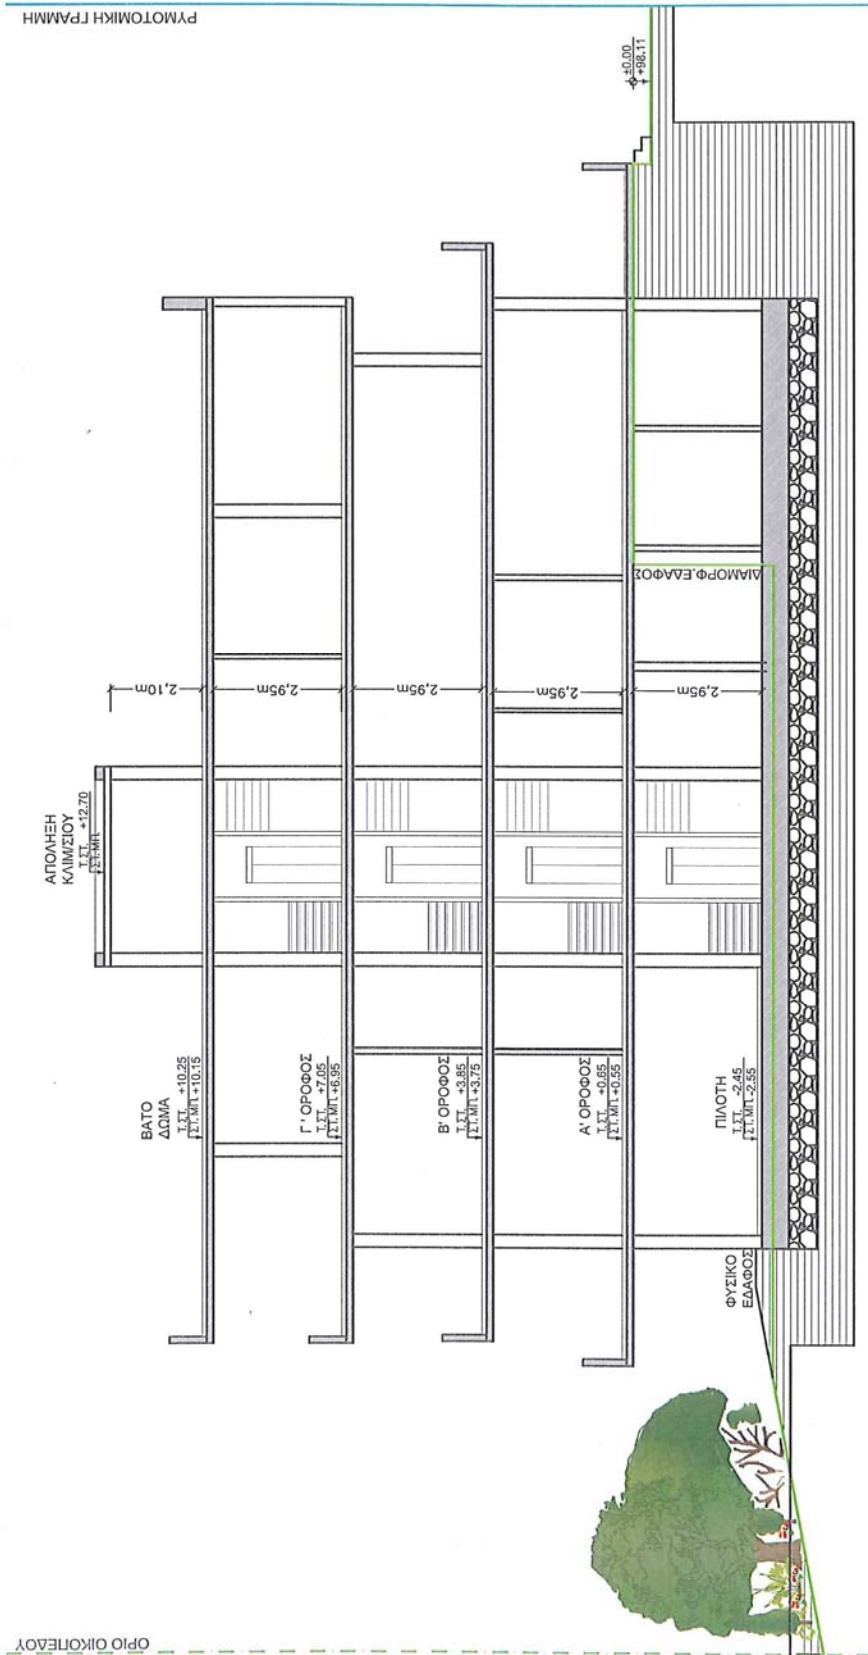 ΡΥΜΟΤΟΜΙΚΗ ΓΡΑΜΜΗ
±0.00
+98.11
ΑΠΟΛΗΞΗ
ΚΛΙΜ/ΣΙΟΥ
Τ.ΣΤ. +12.70
ΣΤ.ΜΠ.
2,10m
2,95m
2,95m
2,95m
2,95m
ΔΙΑΜΟΡΦ.ΕΔΑΦΟΣ
ΒΑΤΟ
ΔΩΜΑ
Τ.ΣΤ. +10.25
ΣΤ.ΜΠ. +10.15
Γ' ΟΡΟΦΟΣ
Τ.ΣΤ. +7.05
ΣΤ.ΜΠ. +6.95
Β' ΟΡΟΦΟΣ
Τ.ΣΤ. +3.85
ΣΤ.ΜΠ. +3.75
Α' ΟΡΟΦΟΣ
Τ.ΣΤ. +0.65
ΣΤ.ΜΠ. +0.55
ΠΙΛΟΤΗ
Τ.ΣΤ. -2.45
ΣΤ.ΜΠ. -2.55
ΦΥΣΙΚΟ
ΕΔΑΦΟΣ
ΟΡΙΟ ΟΙΚΟΠΕΔΟΥ